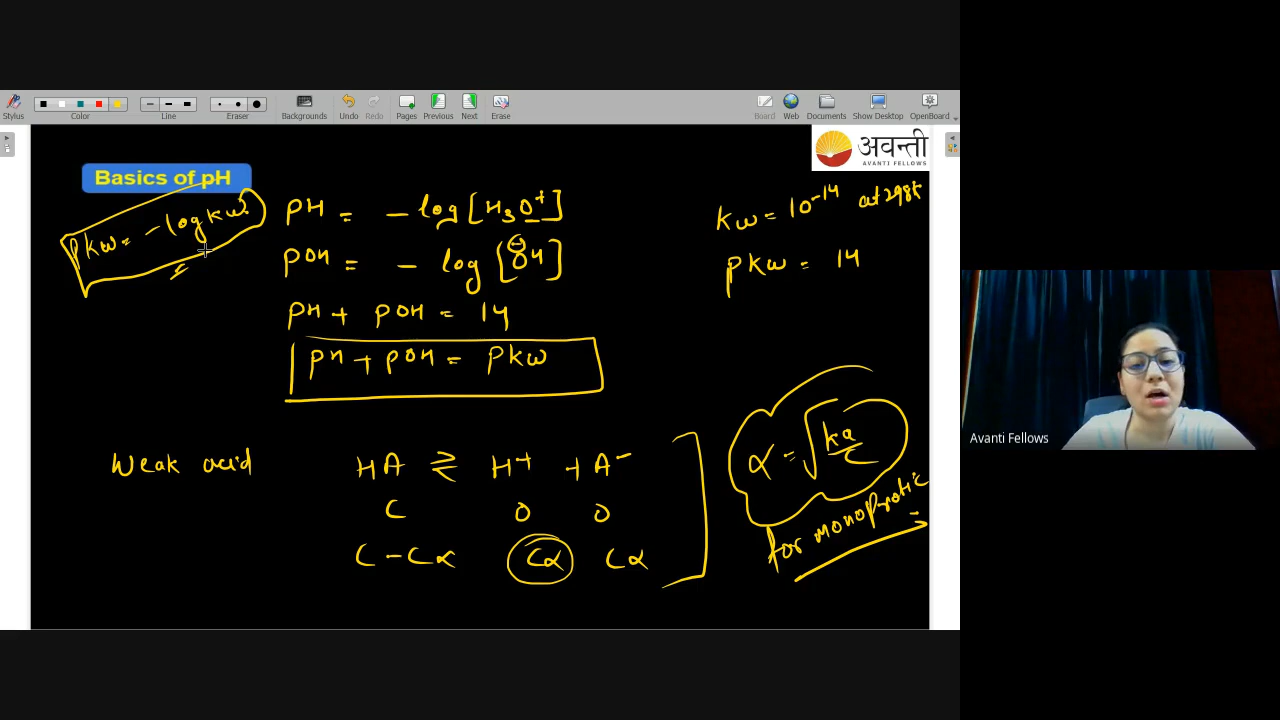 Stylus
Color
Line
Eraser
Backgrounds
Undo
Redo
Pages
Previous
Next
Erase
Board
Web
Documents
Show Desktop
OpenBoard
अवन्ती
AVANTI FELLOWS
Basics of pH
pkw = -log kw
PH = - log [H₃O⁺]
POH = - log [OH⊖]
PH + POH = 14
PH + POH = PKW
kw = 10⁻¹⁴ at 298k
pkw = 14
Weak acid
HA ⇌ H⁺ + A⁻
C 0 0
C - Cα Cα Cα
α = √ka/C
for monoprotic
Avanti Fellows